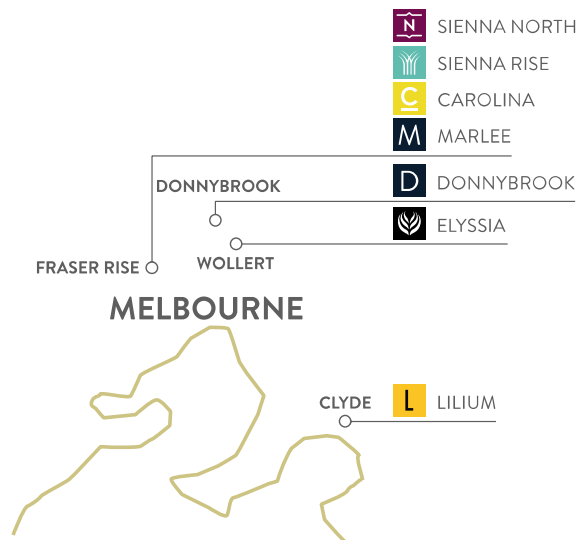 N SIENNA NORTH
SIENNA RISE
C CAROLINA
M MARLEE
DONNYBROOK
D DONNYBROOK
ELYSSIA
WOLLERT
FRASER RISE
MELBOURNE
CLYDE
L LILIUM